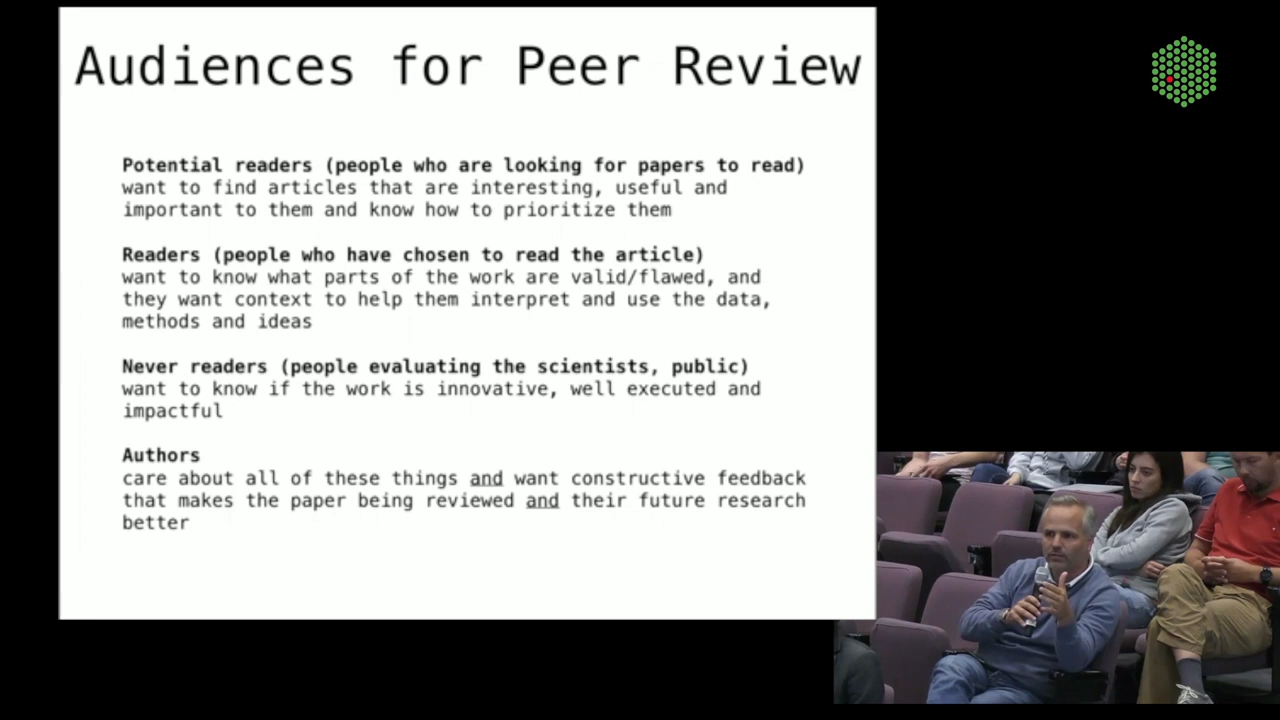 Audiences for Peer Review
Potential readers (people who are looking for papers to read)
want to find articles that are interesting, useful and
important to them and know how to prioritize them
Readers (people who have chosen to read the article)
want to know what parts of the work are valid/flawed, and
they want context to help them interpret and use the data,
methods and ideas
Never readers (people evaluating the scientists, public)
want to know if the work is innovative, well executed and
impactful
Authors
care about all of these things and want constructive feedback
that makes the paper being reviewed and their future research
better